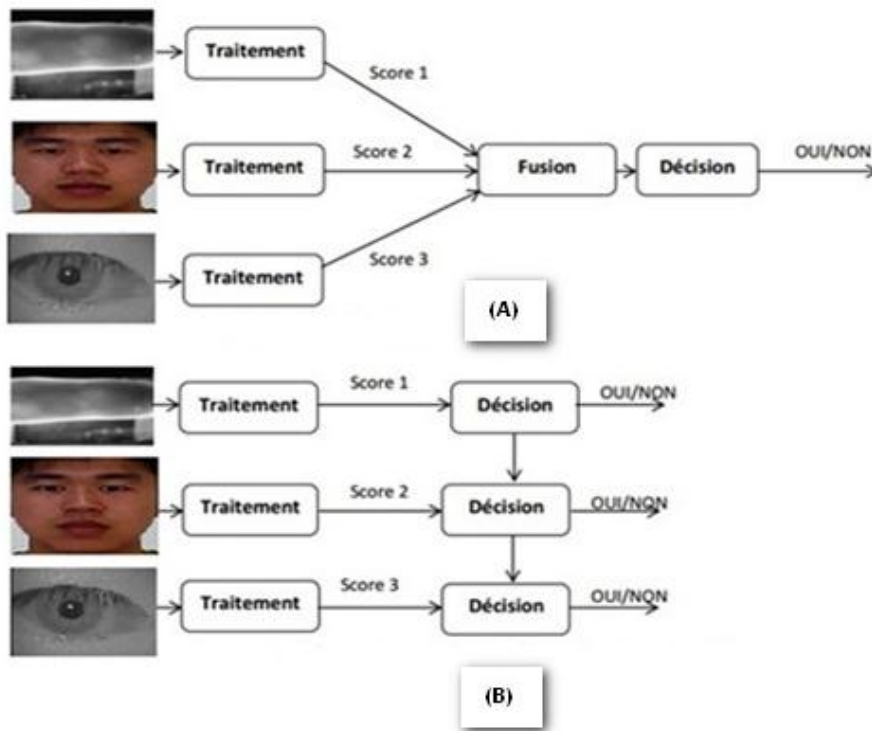 Traitement
Score 1
Traitement
Score 2
Fusion
Décision
OUI/NON
Traitement
Score 3
(A)
Traitement
Score 1
Décision
OUI/NON
Traitement
Score 2
Décision
OUI/NON
Traitement
Score 3
Décision
OUI/NON
(B)